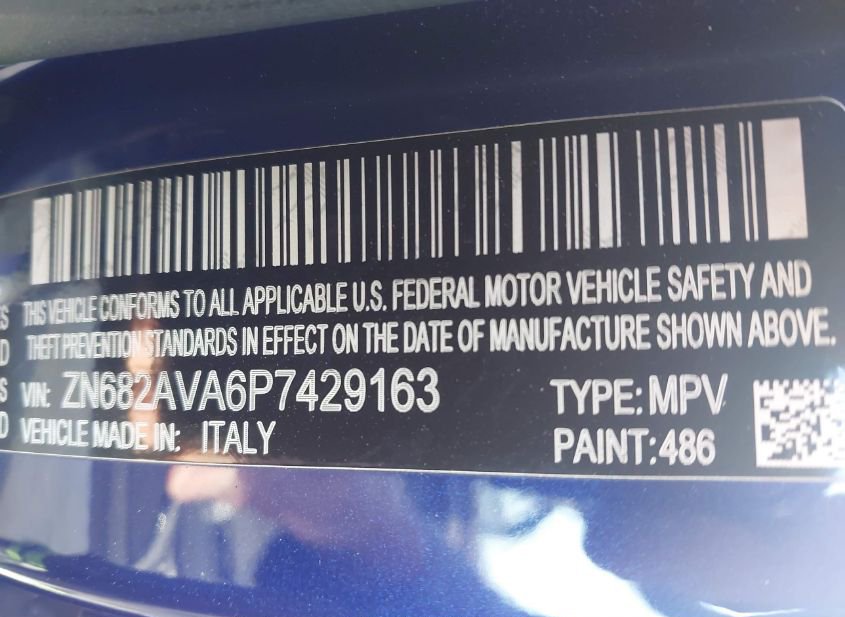 THIS VEHICLE CONFORMS TO ALL APPLICABLE U.S. FEDERAL MOTOR VEHICLE SAFETY AND
THEFT PREVENTION STANDARDS IN EFFECT ON THE DATE OF MANUFACTURE SHOWN ABOVE.
VIN: ZN682AVA6P7429163
TYPE: MPV
VEHICLE MADE IN: ITALY
PAINT: 486